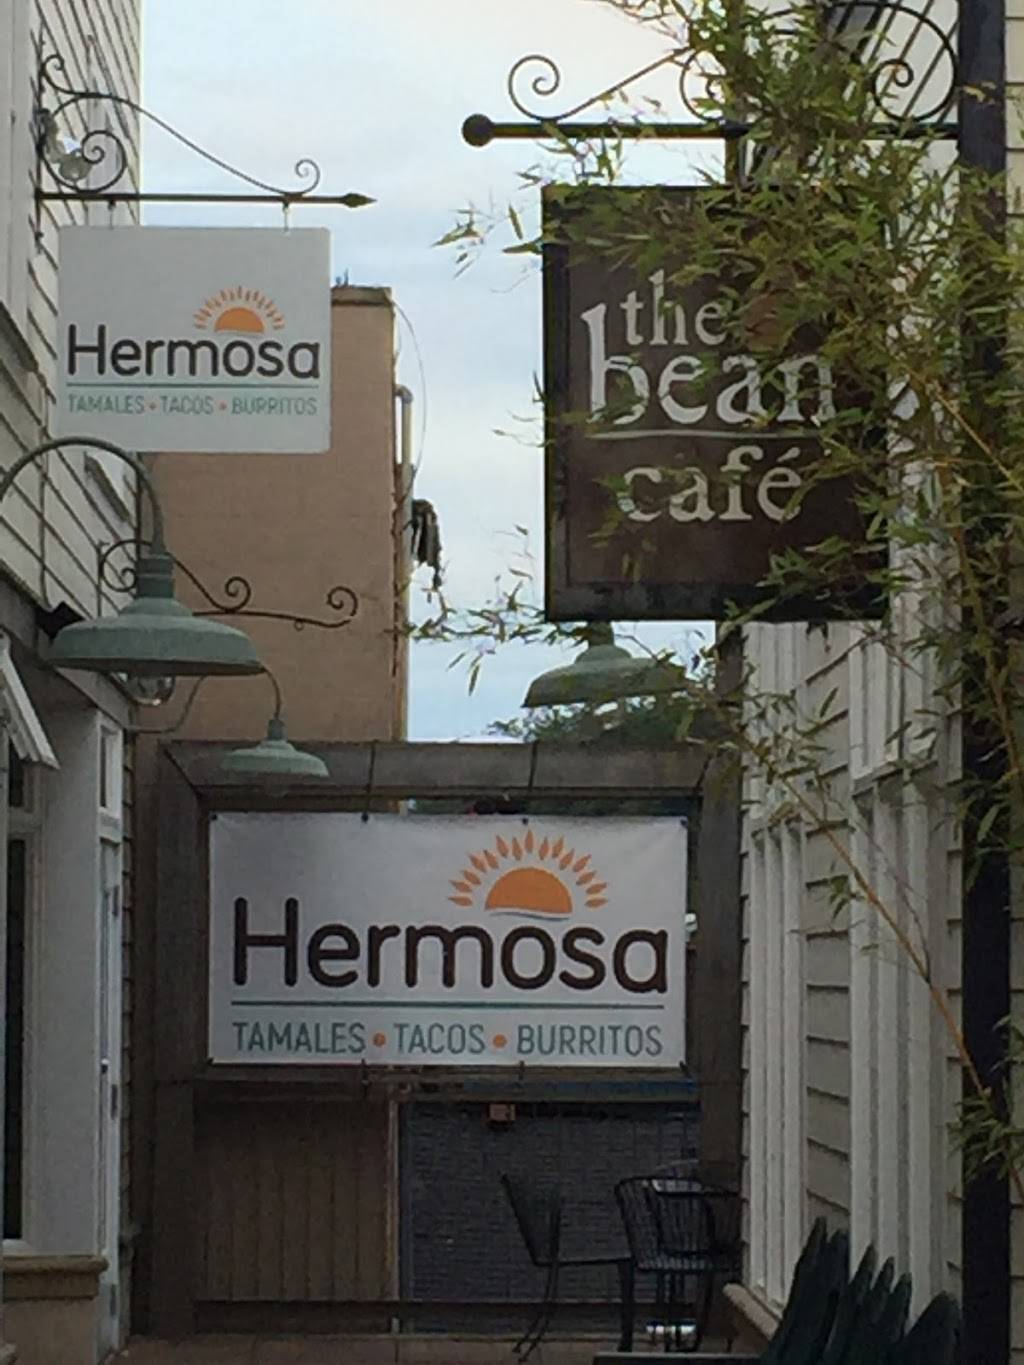 Hermosa
TAMALES • TACOS • BURRITOS
the
bean
café
Hermosa
TAMALES • TACOS • BURRITOS